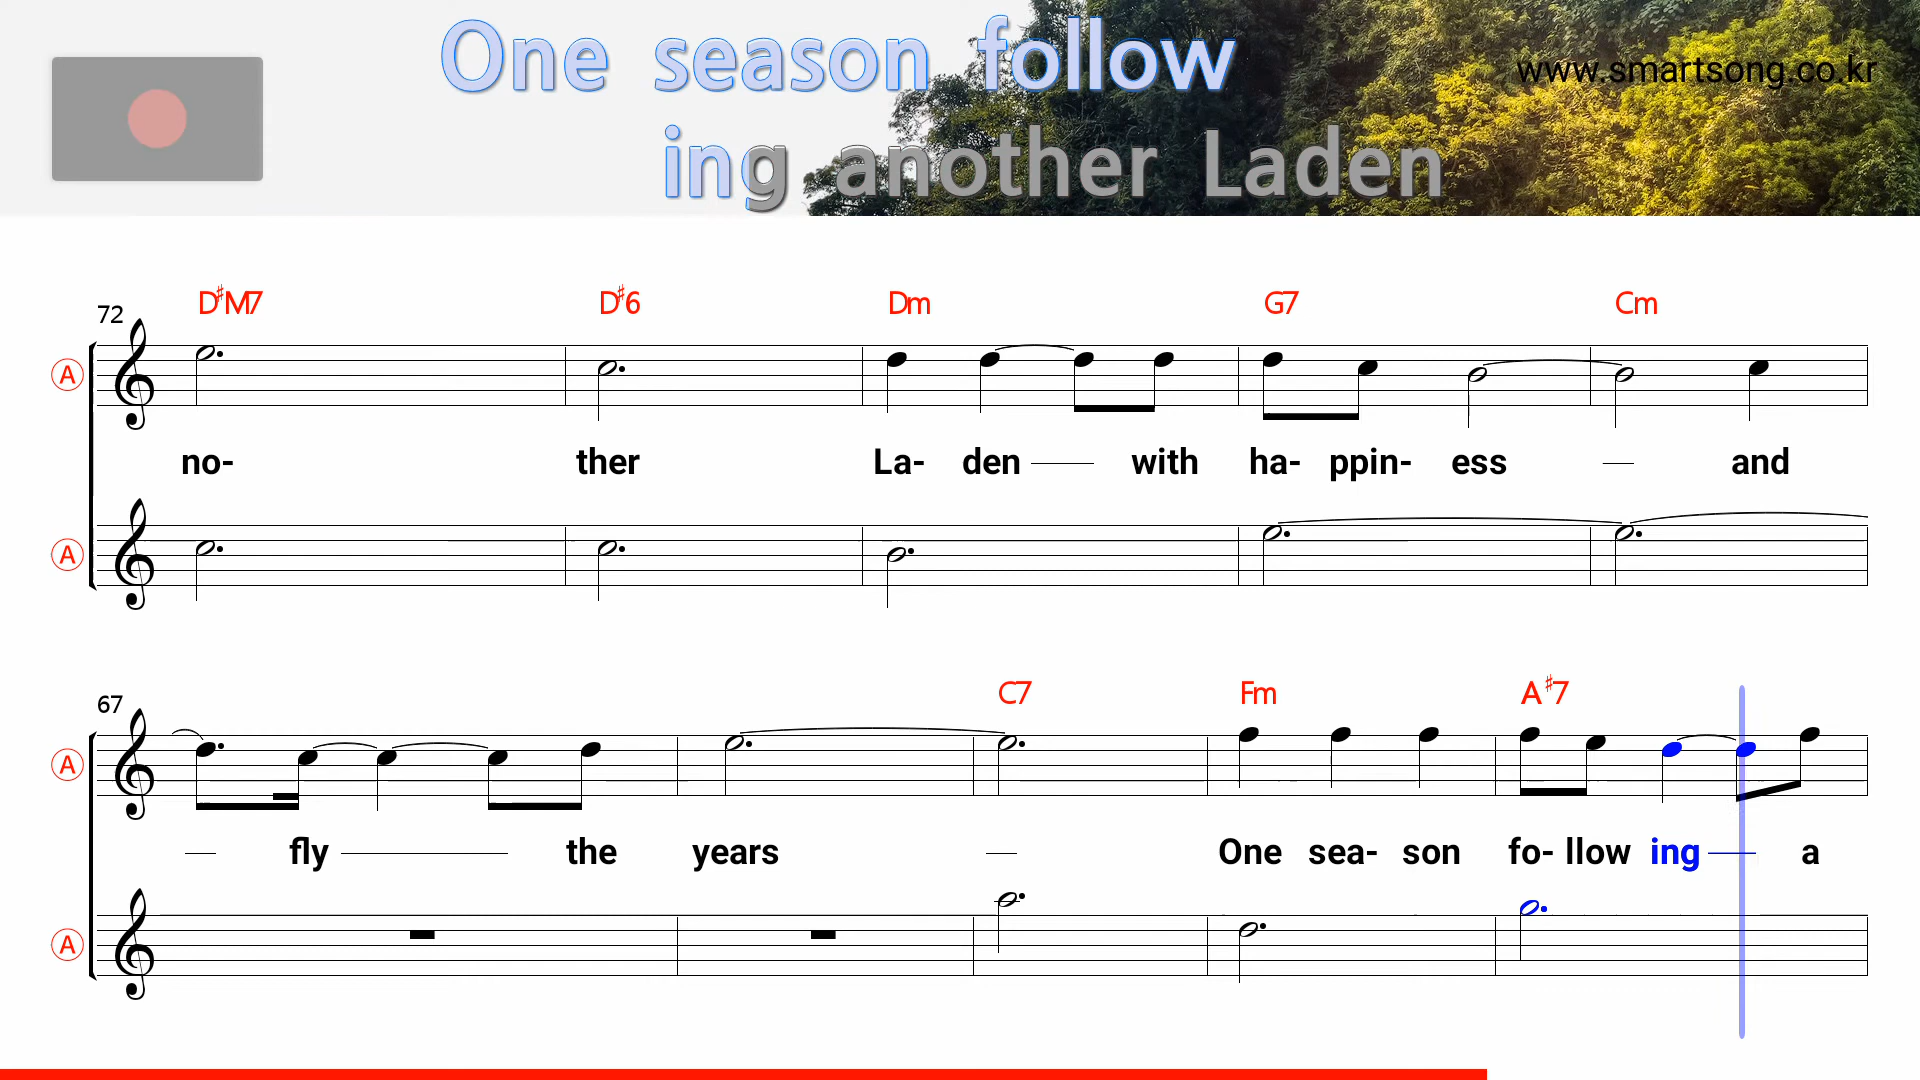 One season follow
www.smartsong.co.kr
ing another Laden
72
D♯M7 D♯6 Dm G7 Cm
A
no- ther La- den with ha- ppin- ess and
A
67
C7 Fm A♯7
A
fly the years One sea- son fo- llow ing a
A